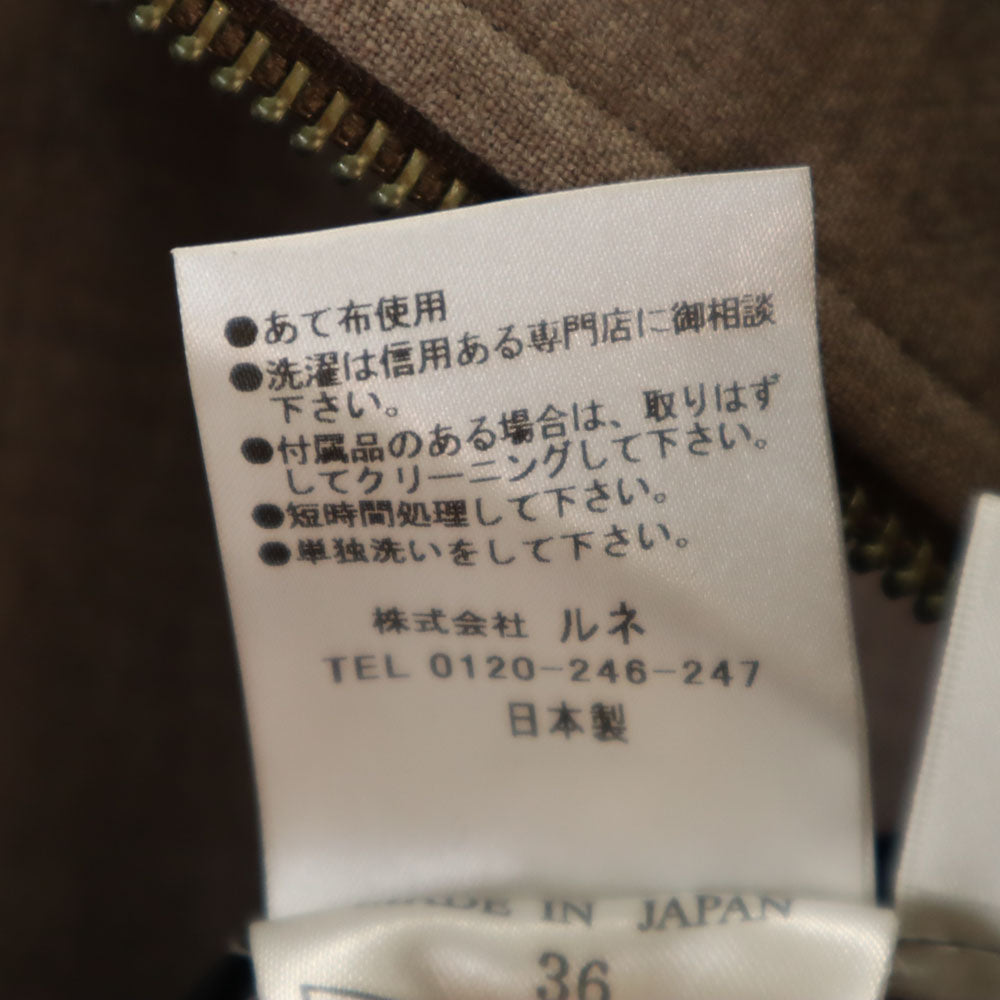 ●あて布使用
●洗濯は信用ある専門店に御相談
下さい。
●付属品のある場合は、取りはず
してクリーニングして下さい。
●短時間処理して下さい。
●単独洗いをして下さい。
株式会社 ルネ
TEL 0120-246-247
日本製
MADE IN JAPAN
36